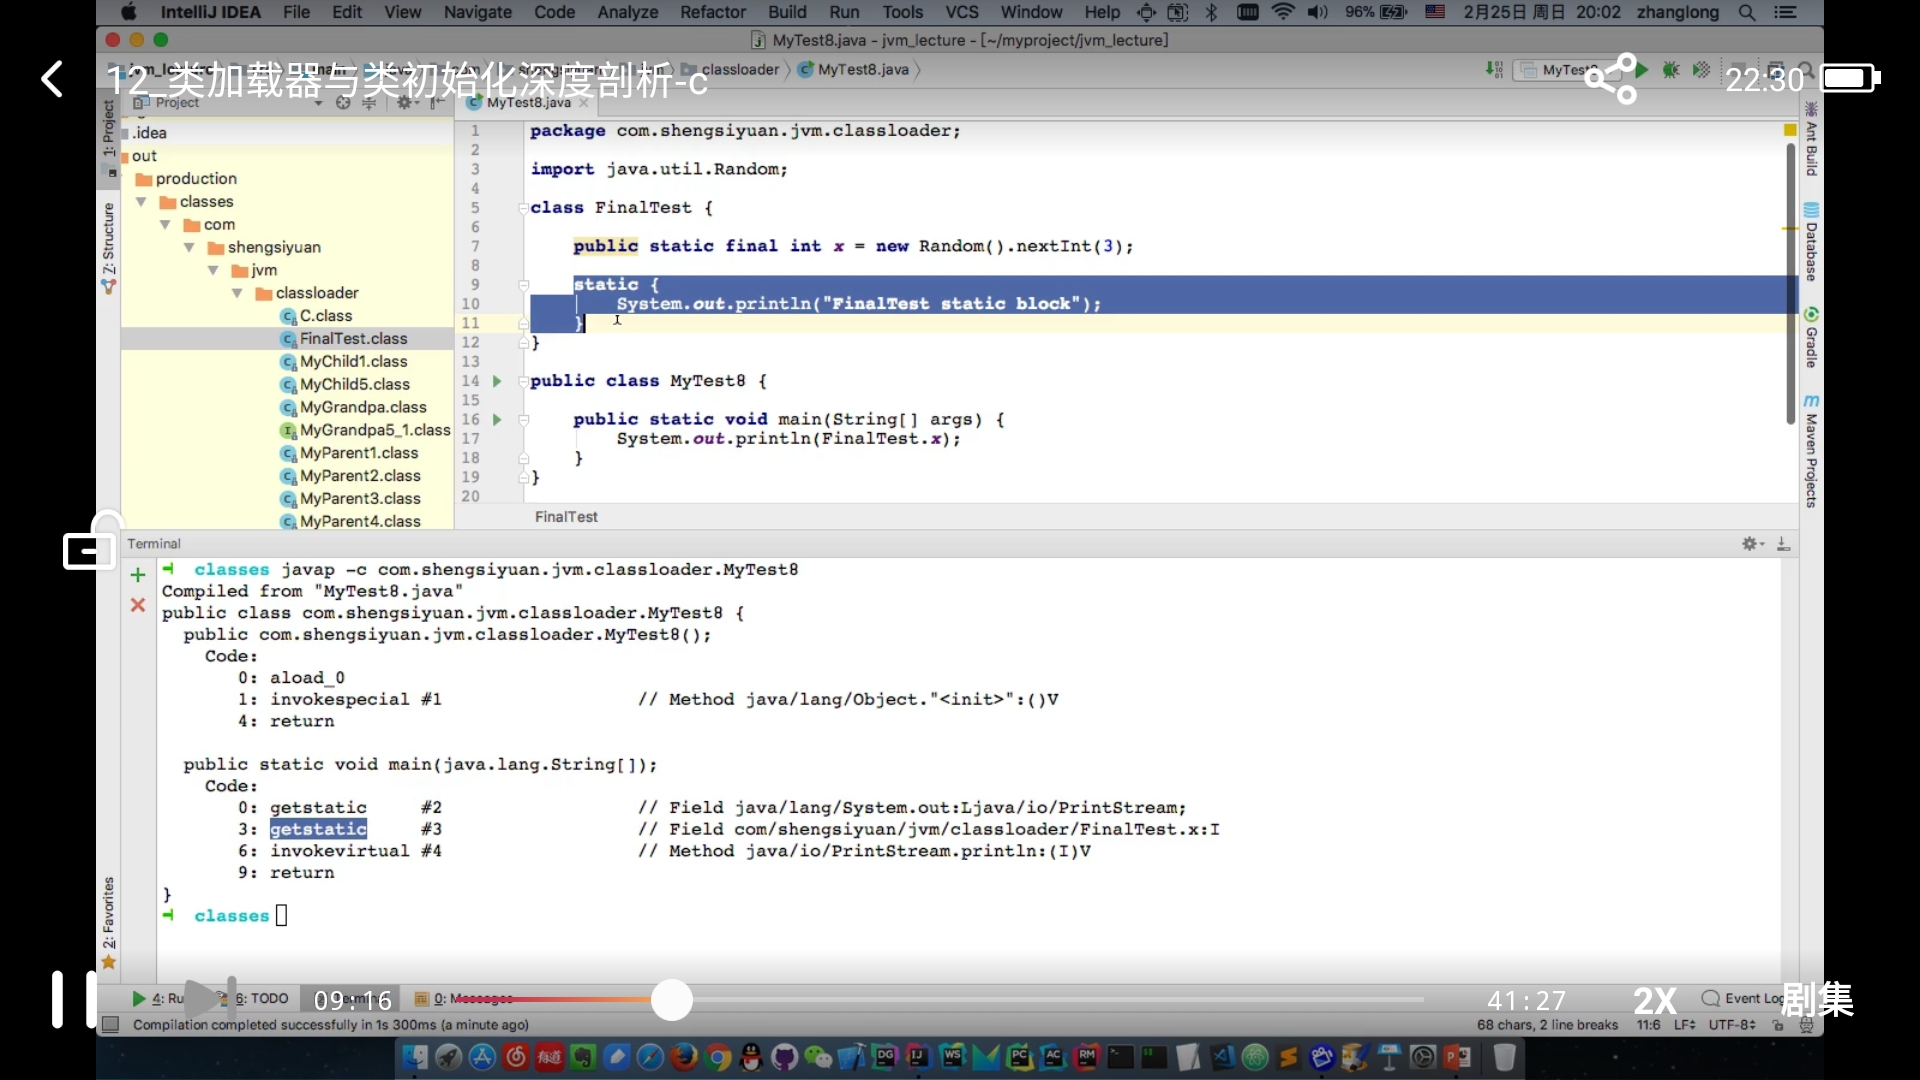 IntelliJ IDEA File Edit View Navigate Code Analyze Refactor Build Run Tools VCS Window Help 96% 2月25日 周日 20:02 zhanglong
MyTest8.java - jvm_lecture - [~/myproject/jvm_lecture]
12_类加载器与类初始化深度剖析-c
classloader MyTest8.java
22:30
Project
MyTest8.java
1: Project
Z: Structure
2: Favorites
.idea
out
production
classes
com
shengsiyuan
jvm
classloader
C.class
FinalTest.class
MyChild1.class
MyChild5.class
MyGrandpa.class
MyGrandpa5_1.class
MyParent1.class
MyParent2.class
MyParent3.class
MyParent4.class
1 package com.shengsiyuan.jvm.classloader;
2
3 import java.util.Random;
4
5 class FinalTest {
6
7 public static final int x = new Random().nextInt(3);
8
9 static {
10 System.out.println("FinalTest static block");
11 }
12 }
13
14 public class MyTest8 {
15
16 public static void main(String[] args) {
17 System.out.println(FinalTest.x);
18 }
19 }
20
FinalTest
Ant Build
Database
Gradle
Maven Projects
Terminal
classes javap -c com.shengsiyuan.jvm.classloader.MyTest8
Compiled from "MyTest8.java"
public class com.shengsiyuan.jvm.classloader.MyTest8 {
public com.shengsiyuan.jvm.classloader.MyTest8();
Code:
0: aload_0
1: invokespecial #1 // Method java/lang/Object."<init>":()V
4: return
public static void main(java.lang.String[]);
Code:
0: getstatic #2 // Field java/lang/System.out:Ljava/io/PrintStream;
3: getstatic #3 // Field com/shengsiyuan/jvm/classloader/FinalTest.x:I
6: invokevirtual #4 // Method java/io/PrintStream.println:(I)V
9: return
}
classes
4: Ru 6: TODO 0: Messages Event Log
09:16 41:27 2X 剧集
Compilation completed successfully in 1s 300ms (a minute ago) 68 chars, 2 line breaks 11:6 LF UTF-8
有道 DG IJ WS PC AC RM